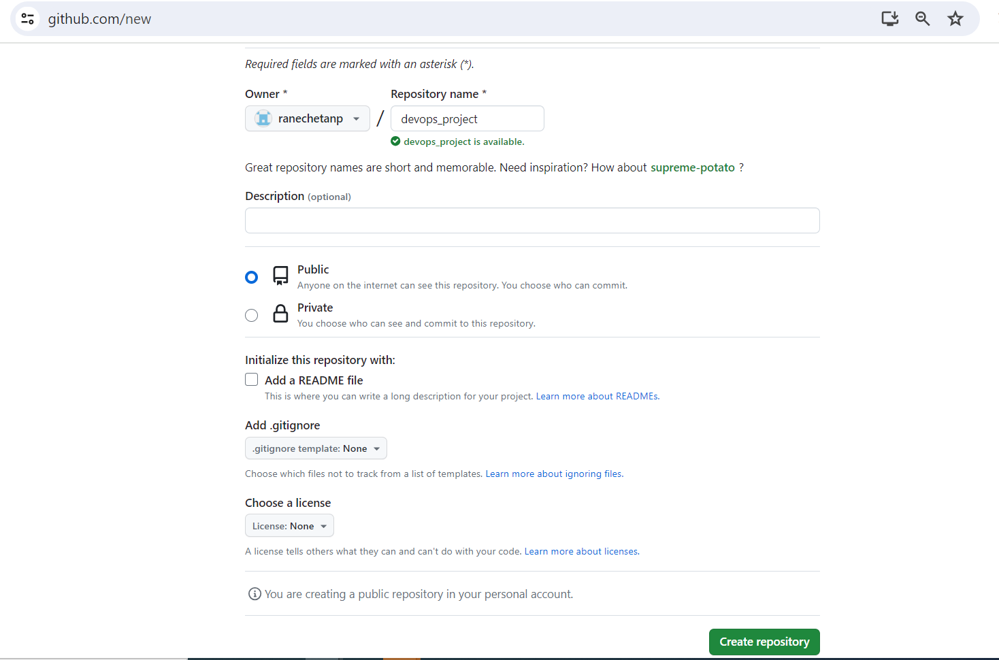 github.com/new
Required fields are marked with an asterisk (*).
Owner * Repository name *
ranechetanp / devops_project
devops_project is available.
Great repository names are short and memorable. Need inspiration? How about supreme-potato ?
Description (optional)
Public
Anyone on the internet can see this repository. You choose who can commit.
Private
You choose who can see and commit to this repository.
Initialize this repository with:
Add a README file
This is where you can write a long description for your project. Learn more about READMEs.
Add .gitignore
.gitignore template: None
Choose which files not to track from a list of templates. Learn more about ignoring files.
Choose a license
License: None
A license tells others what they can and can't do with your code. Learn more about licenses.
You are creating a public repository in your personal account.
Create repository